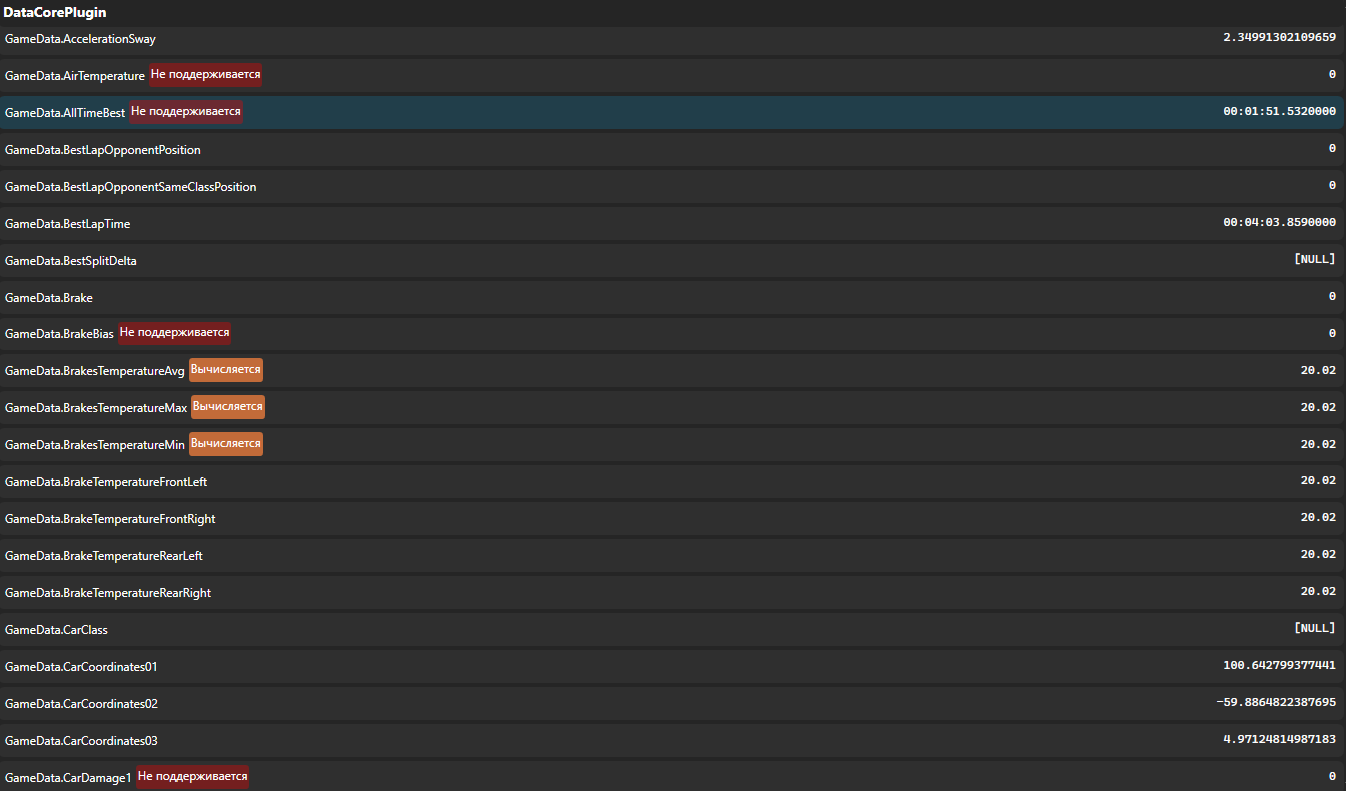 DataCorePlugin
GameData.AccelerationSway 2.34991302109659
GameData.AirTemperature Не поддерживается 0
GameData.AllTimeBest Не поддерживается 00:01:51.5320000
GameData.BestLapOpponentPosition 0
GameData.BestLapOpponentSameClassPosition 0
GameData.BestLapTime 00:04:03.8590000
GameData.BestSplitDelta [NULL]
GameData.Brake 0
GameData.BrakeBias Не поддерживается 0
GameData.BrakesTemperatureAvg Вычисляется 20.02
GameData.BrakesTemperatureMax Вычисляется 20.02
GameData.BrakesTemperatureMin Вычисляется 20.02
GameData.BrakeTemperatureFrontLeft 20.02
GameData.BrakeTemperatureFrontRight 20.02
GameData.BrakeTemperatureRearLeft 20.02
GameData.BrakeTemperatureRearRight 20.02
GameData.CarClass [NULL]
GameData.CarCoordinates01 100.642799377441
GameData.CarCoordinates02 -59.8864822387695
GameData.CarCoordinates03 4.97124814987183
GameData.CarDamage1 Не поддерживается 0